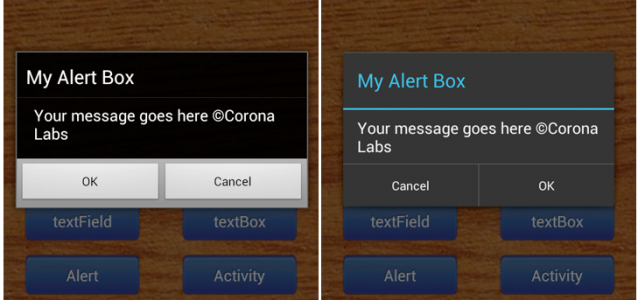 My Alert Box
Your message goes here ©Corona
Labs
OK Cancel
textField textBox
Alert Activity
My Alert Box
Your message goes here ©Corona
Labs
Cancel OK
textField textBox
Alert Activity